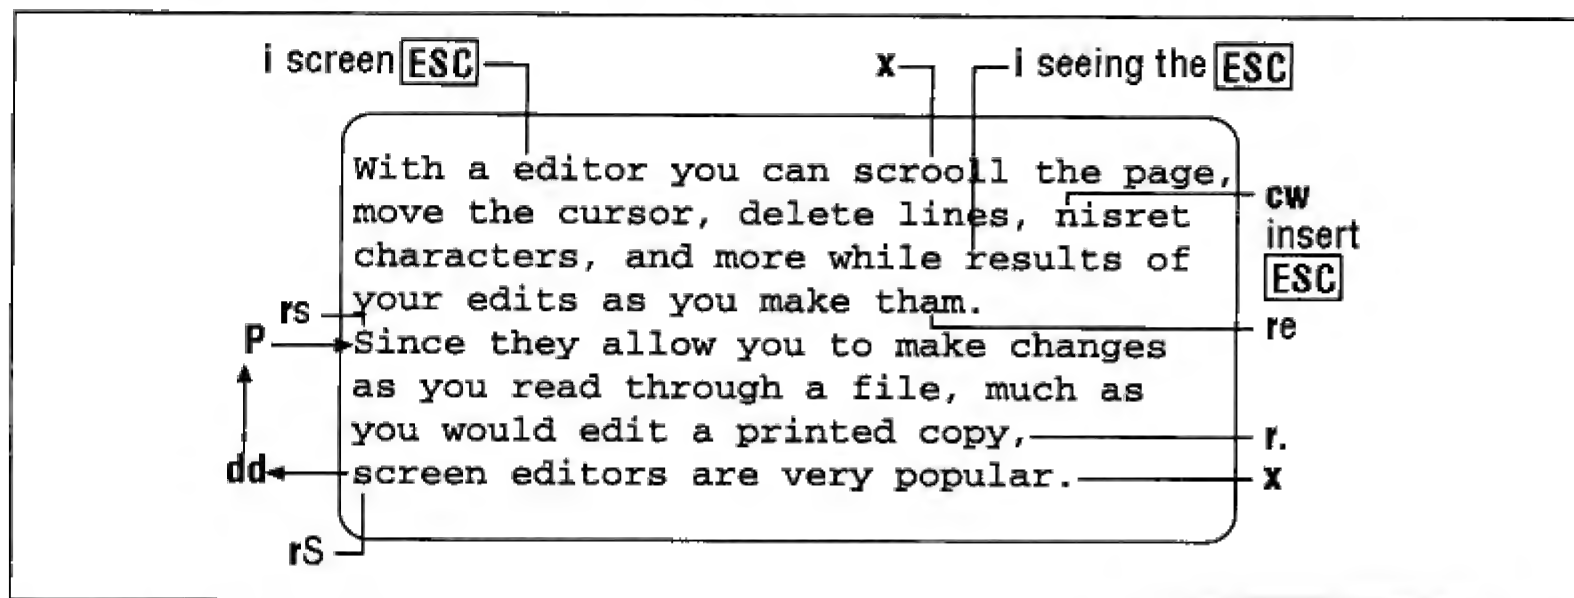 i screen ESC x i seeing the ESC
With a editor you can scrooll the page,
move the cursor, delete lines, nisret
characters, and more while results of
your edits as you make tham.
Since they allow you to make changes
as you read through a file, much as
you would edit a printed copy,
screen editors are very popular.
cw
insert
ESC
re
r.
x
rs
P
dd
rS